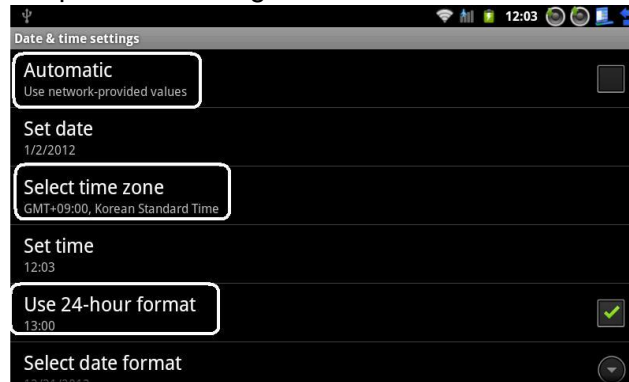 12:03
Date & time settings
Automatic
Use network-provided values
Set date
1/2/2012
Select time zone
GMT+09:00, Korean Standard Time
Set time
12:03
Use 24-hour format
13:00
Select date format